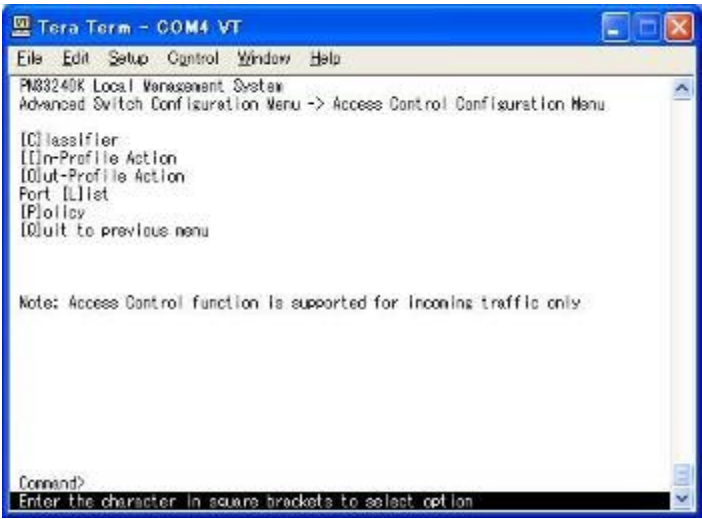 Tera Term - COM4 VT
File Edit Setup Control Window Help
PN83240K Local Management System
Advanced Switch Configuration Menu -> Access Control Configuration Menu
[C]lassifier
[I]n-Profile Action
[O]ut-Profile Action
Port [L]ist
[P]olicy
[Q]uit to previous menu
Note: Access Control function is supported for incoming traffic only
Command>
Enter the character in square brackets to select option